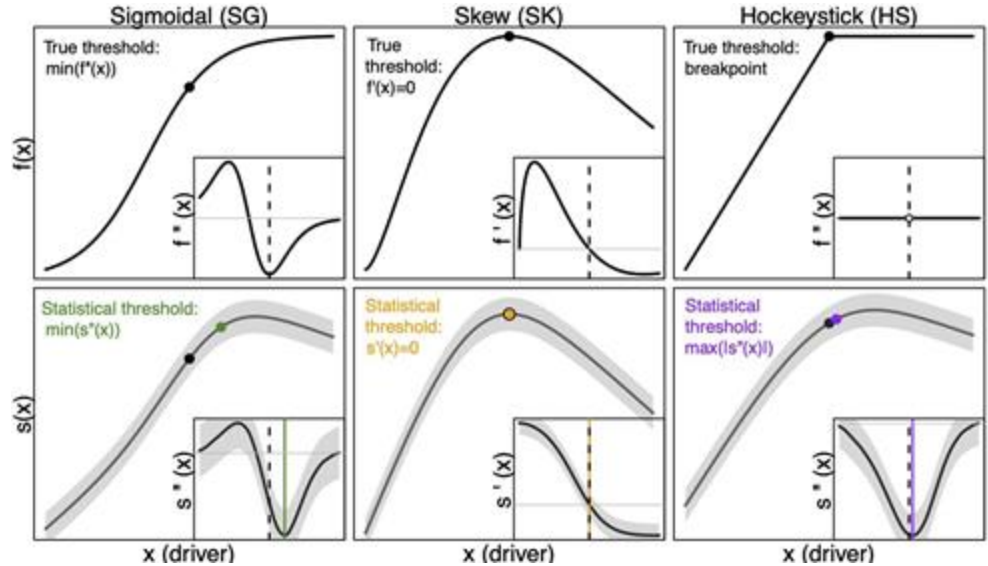 Sigmoidal (SG)
Skew (SK)
Hockeystick (HS)
True threshold:
min(f"(x))
True
threshold:
f'(x)=0
True threshold:
breakpoint
f(x)
f " (x)
f ' (x)
f " (x)
Statistical threshold:
min(s"(x))
Statistical
threshold:
s'(x)=0
Statistical
threshold:
max(|s"(x)|)
s(x)
s " (x)
s ' (x)
s " (x)
x (driver)
x (driver)
x (driver)